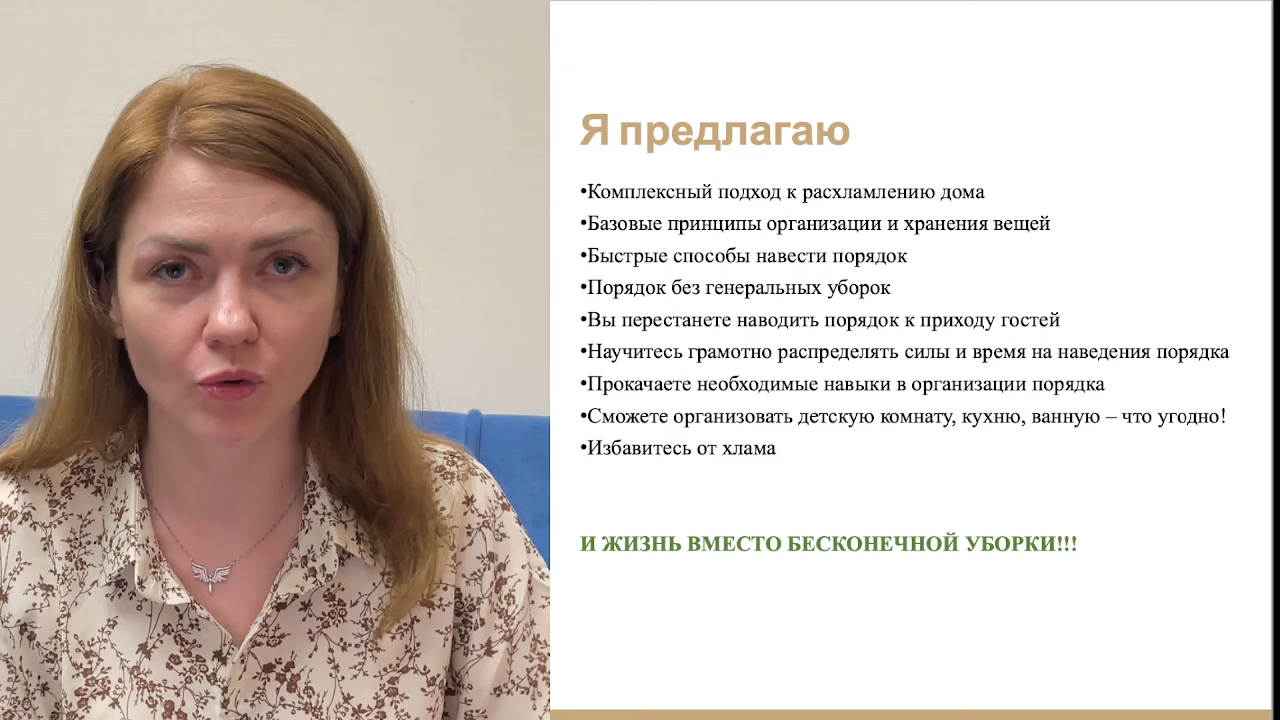 Я предлагаю
•Комплексный подход к расхламлению дома
•Базовые принципы организации и хранения вещей
•Быстрые способы навести порядок
•Порядок без генеральных уборок
•Вы перестанете наводить порядок к приходу гостей
•Научитесь грамотно распределять силы и время на наведения порядка
•Прокачаете необходимые навыки в организации порядка
•Сможете организовать детскую комнату, кухню, ванную – что угодно!
•Избавитесь от хлама
И ЖИЗНЬ ВМЕСТО БЕСКОНЕЧНОЙ УБОРКИ!!!